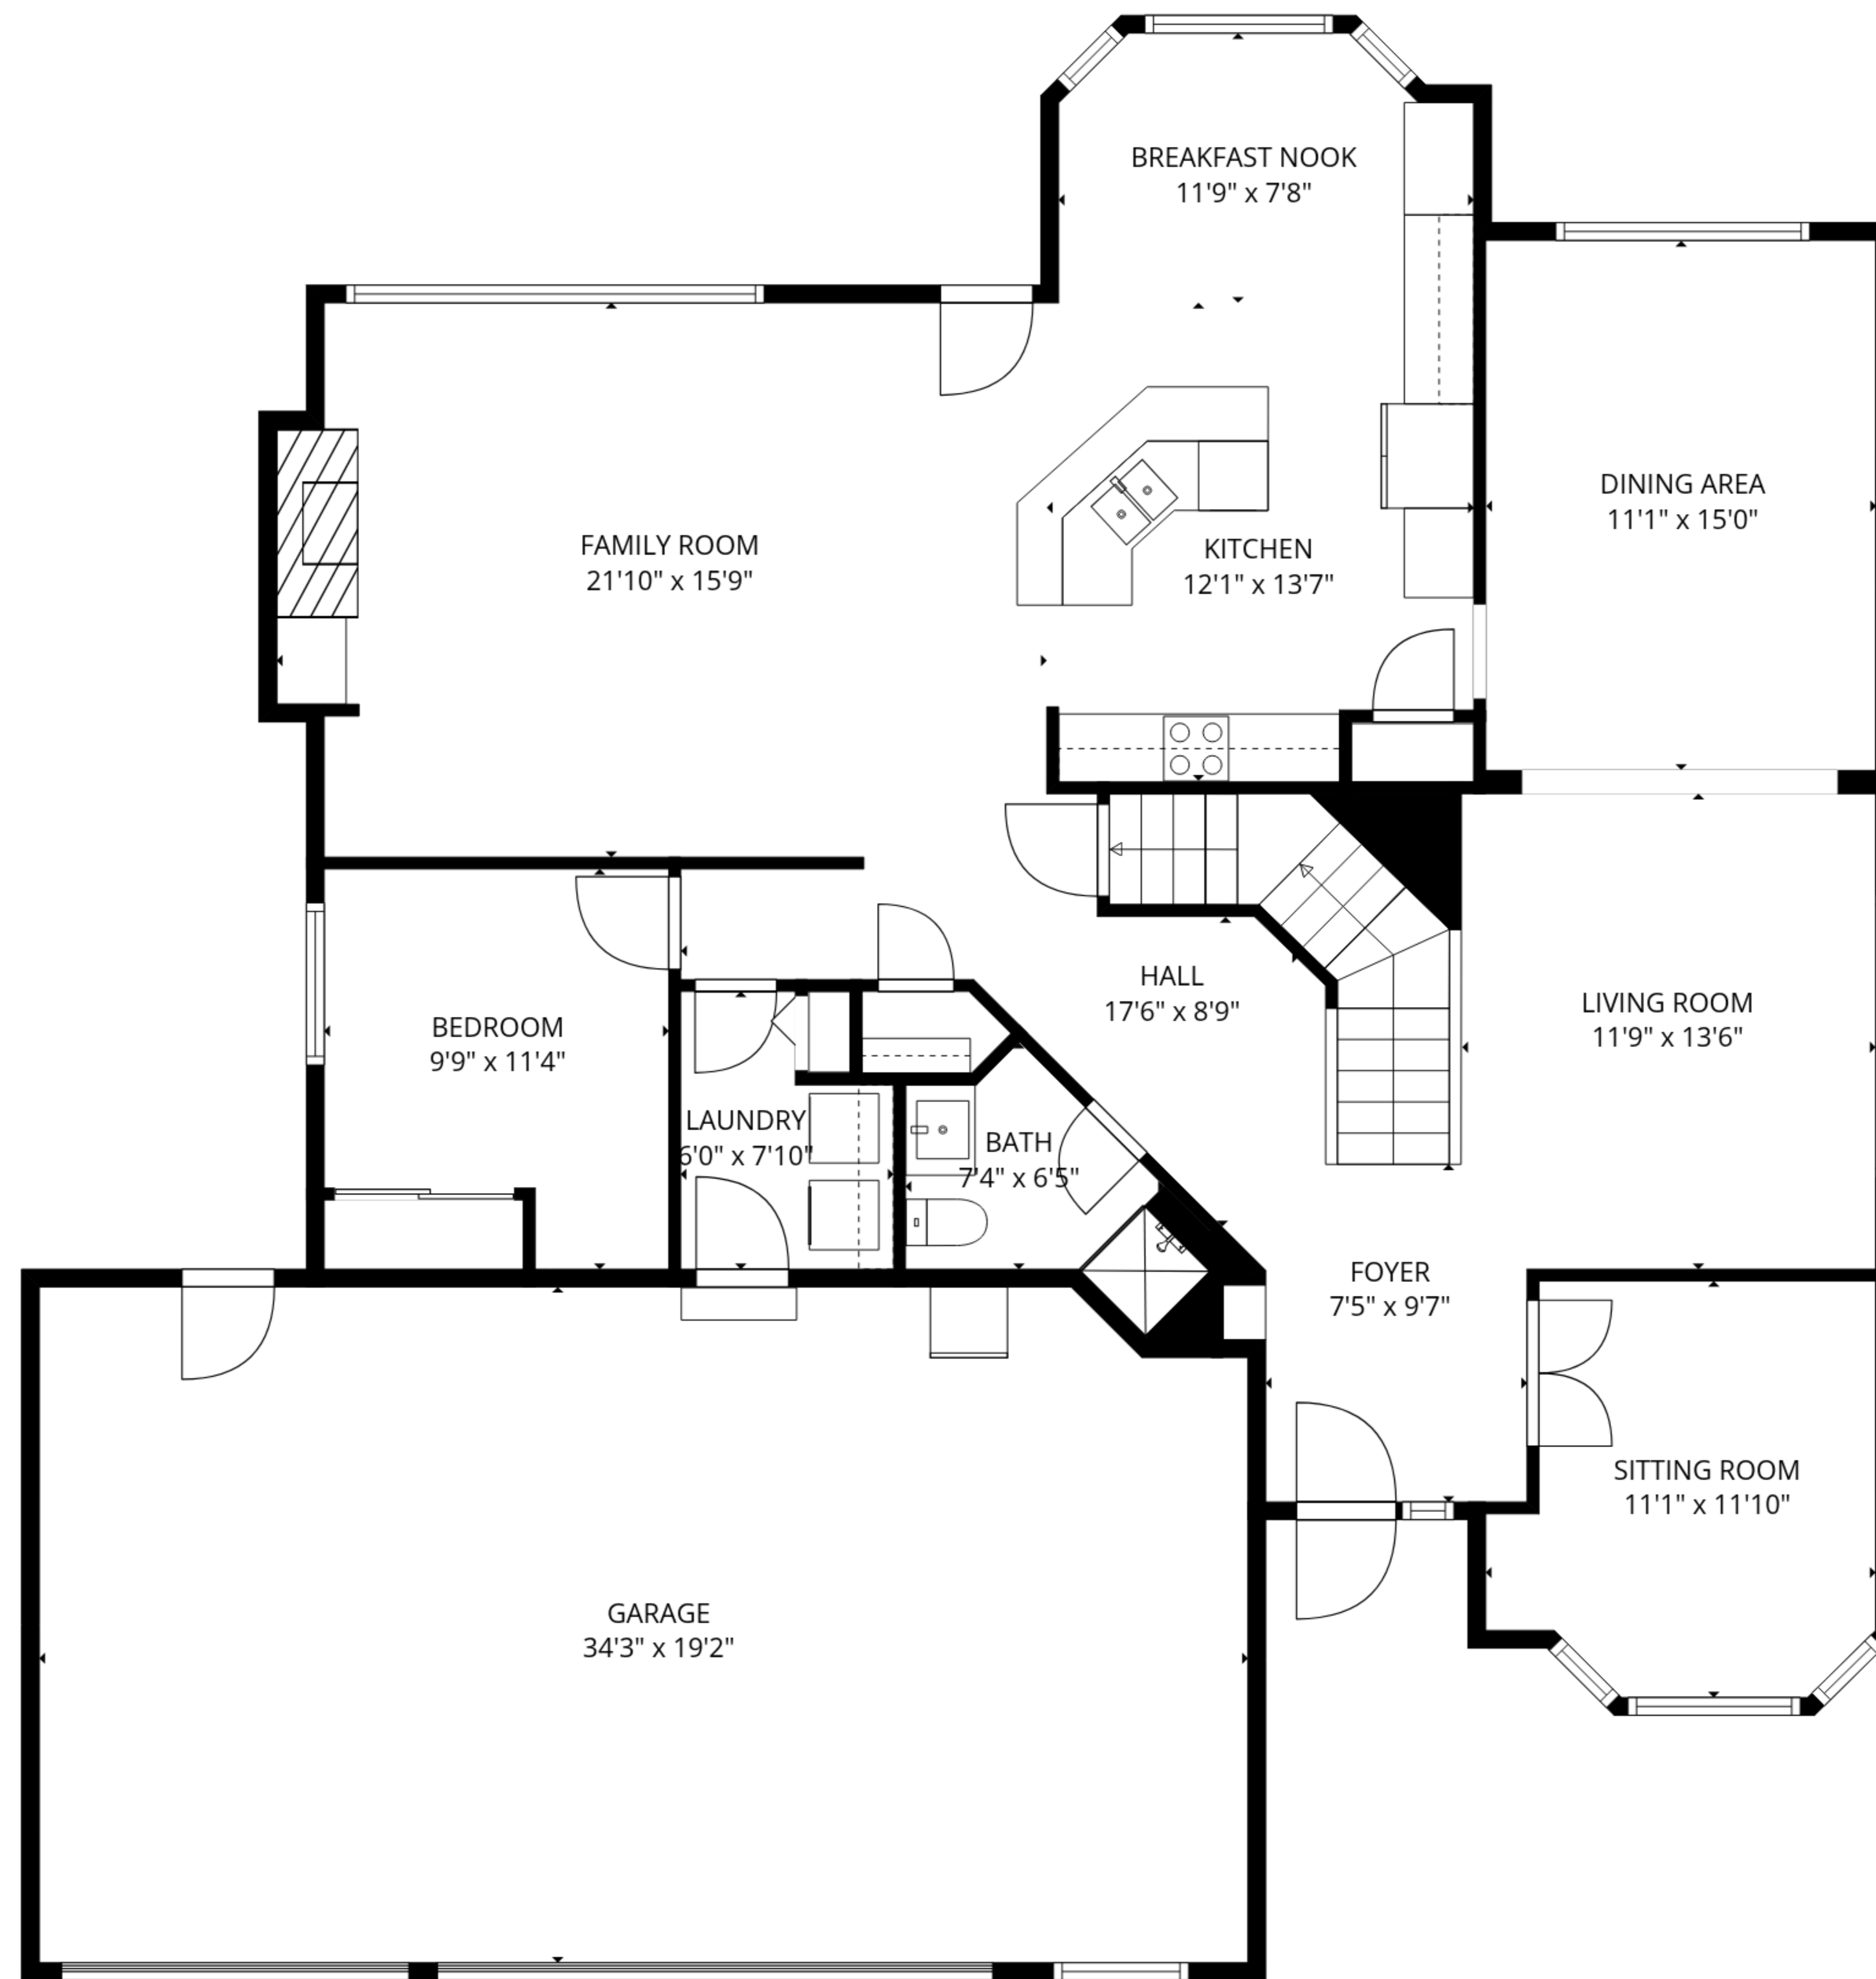 BREAKFAST NOOK
11'9" x 7'8"
DINING AREA
11'1" x 15'0"
FAMILY ROOM
21'10" x 15'9"
KITCHEN
12'1" x 13'7"
HALL
17'6" x 8'9"
LIVING ROOM
11'9" x 13'6"
BEDROOM
9'9" x 11'4"
LAUNDRY
6'0" x 7'10"
BATH
7'4" x 6'5"
FOYER
7'5" x 9'7"
SITTING ROOM
11'1" x 11'10"
GARAGE
34'3" x 19'2"